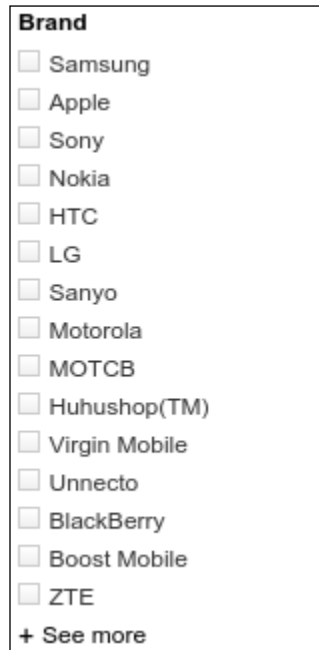 Brand
Samsung
Apple
Sony
Nokia
HTC
LG
Sanyo
Motorola
MOTCB
Huhushop(TM)
Virgin Mobile
Unnecto
BlackBerry
Boost Mobile
ZTE
+ See more